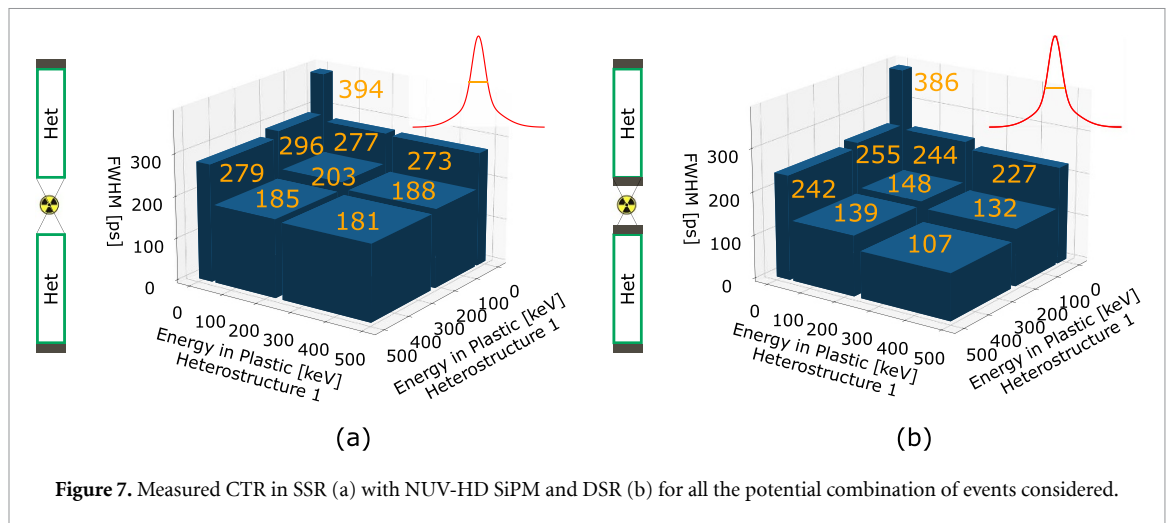 Het
Het
FWHM [ps]
300
200
100
0
394
296
277
273
279
203
188
185
181
0
100
200
300
400
500
Energy in Plastic [keV]
Heterostructure 1
500
400
300
200
100
0
Energy in Plastic [keV]
Heterostructure 1
(a)
Het
Het
FWHM [ps]
300
200
100
0
386
255
244
227
242
148
132
139
107
0
100
200
300
400
500
Energy in Plastic [keV]
Heterostructure 1
500
400
300
200
100
0
Energy in Plastic [keV]
Heterostructure 1
(b)
Figure 7. Measured CTR in SSR (a) with NUV-HD SiPM and DSR (b) for all the potential combination of events considered.